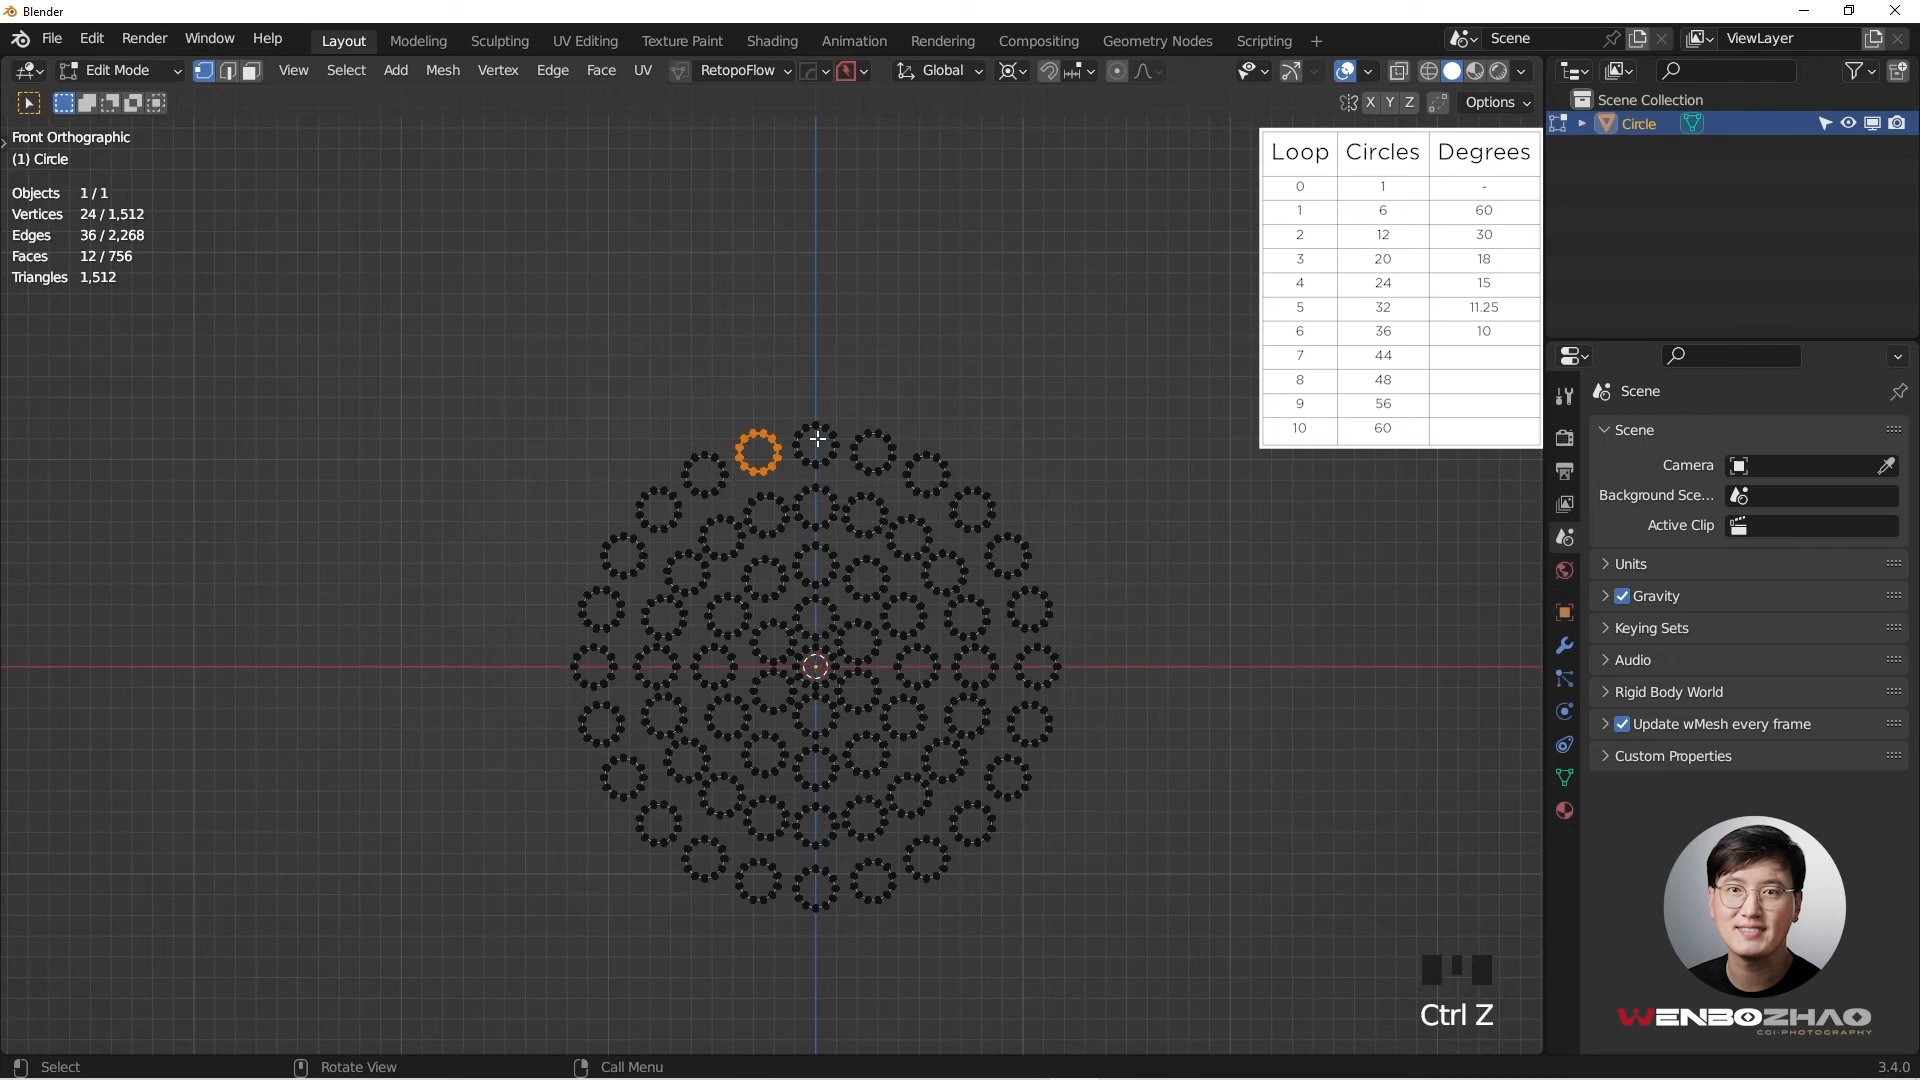 Blender
File Edit Render Window Help Layout Modeling Sculpting UV Editing Texture Paint Shading Animation Rendering Compositing Geometry Nodes Scripting + Scene ViewLayer
Edit Mode View Select Add Mesh Vertex Edge Face UV RetopoFlow Global
X Y Z Options
Scene Collection
Circle
Front Orthographic
(1) Circle
Objects 1 / 1
Vertices 24 / 1,512
Edges 36 / 2,268
Faces 12 / 756
Triangles 1,512
Loop Circles Degrees
0 1 -
1 6 60
2 12 30
3 20 18
4 24 15
5 32 11.25
6 36 10
7 44
8 48
9 56
10 60
Scene
Scene
Camera
Background Sce...
Active Clip
Units
Gravity
Keying Sets
Audio
Rigid Body World
Update wMesh every frame
Custom Properties
Ctrl Z
WENBOZHAO
CGI·PHOTOGRAPHY
Select Rotate View Call Menu 3.4.0